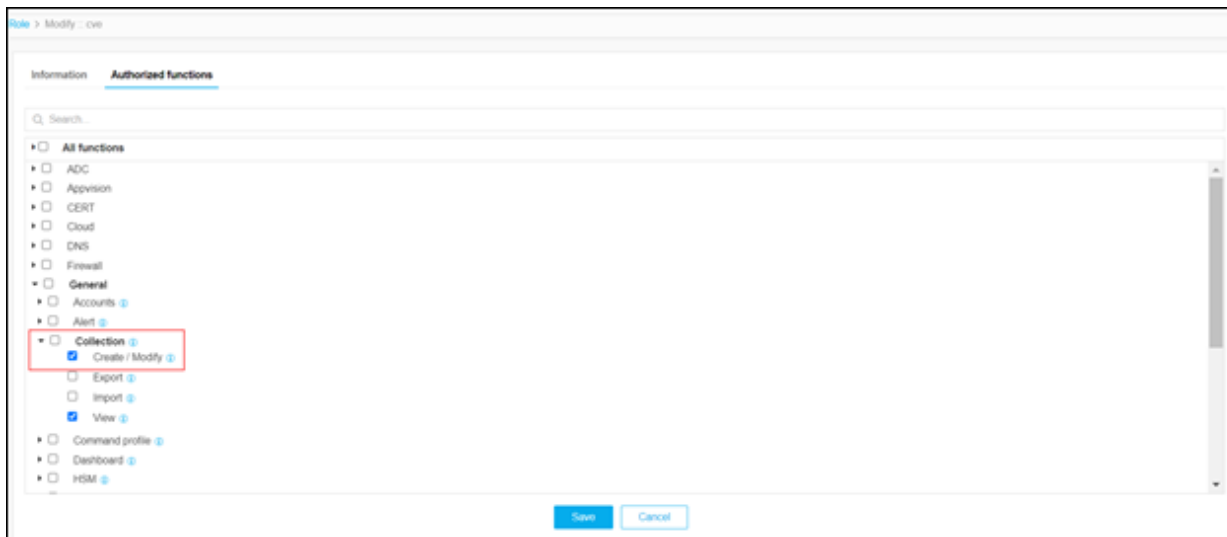 Role > Modify :: cve
Information Authorized functions
Search...
All functions
ADC
Appvision
CERT
Cloud
DNS
Firewall
General
Accounts
Alert
Collection
Create / Modify
Export
Import
View
Command profile
Dashboard
HSM
Save Cancel